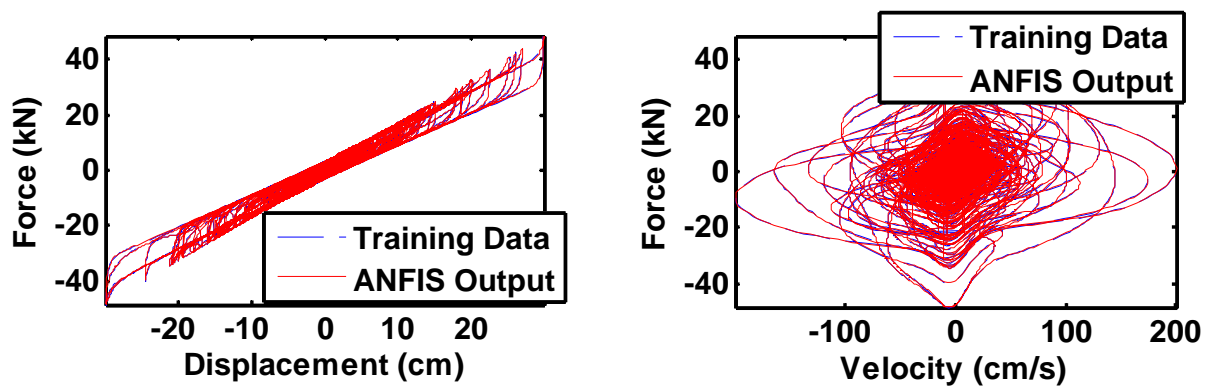 40
20
0
-20
-40
Force (kN)
Training Data
ANFIS Output
-20 -10 0 10 20
Displacement (cm)
40
20
0
-20
-40
Force (kN)
Training Data
ANFIS Output
-100 0 100 200
Velocity (cm/s)